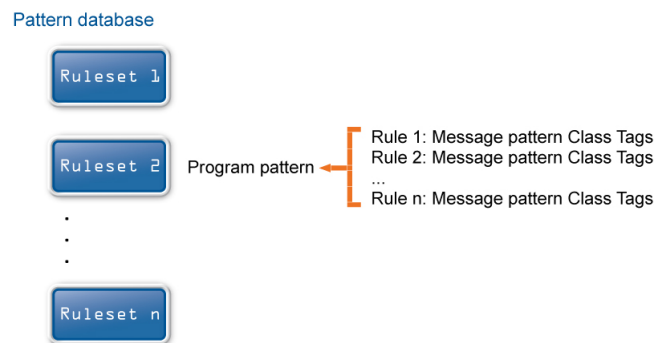 Pattern database
Ruleset 1
Ruleset 2
Program pattern
Rule 1: Message pattern Class Tags
Rule 2: Message pattern Class Tags
...
Rule n: Message pattern Class Tags
.
.
.
Ruleset n